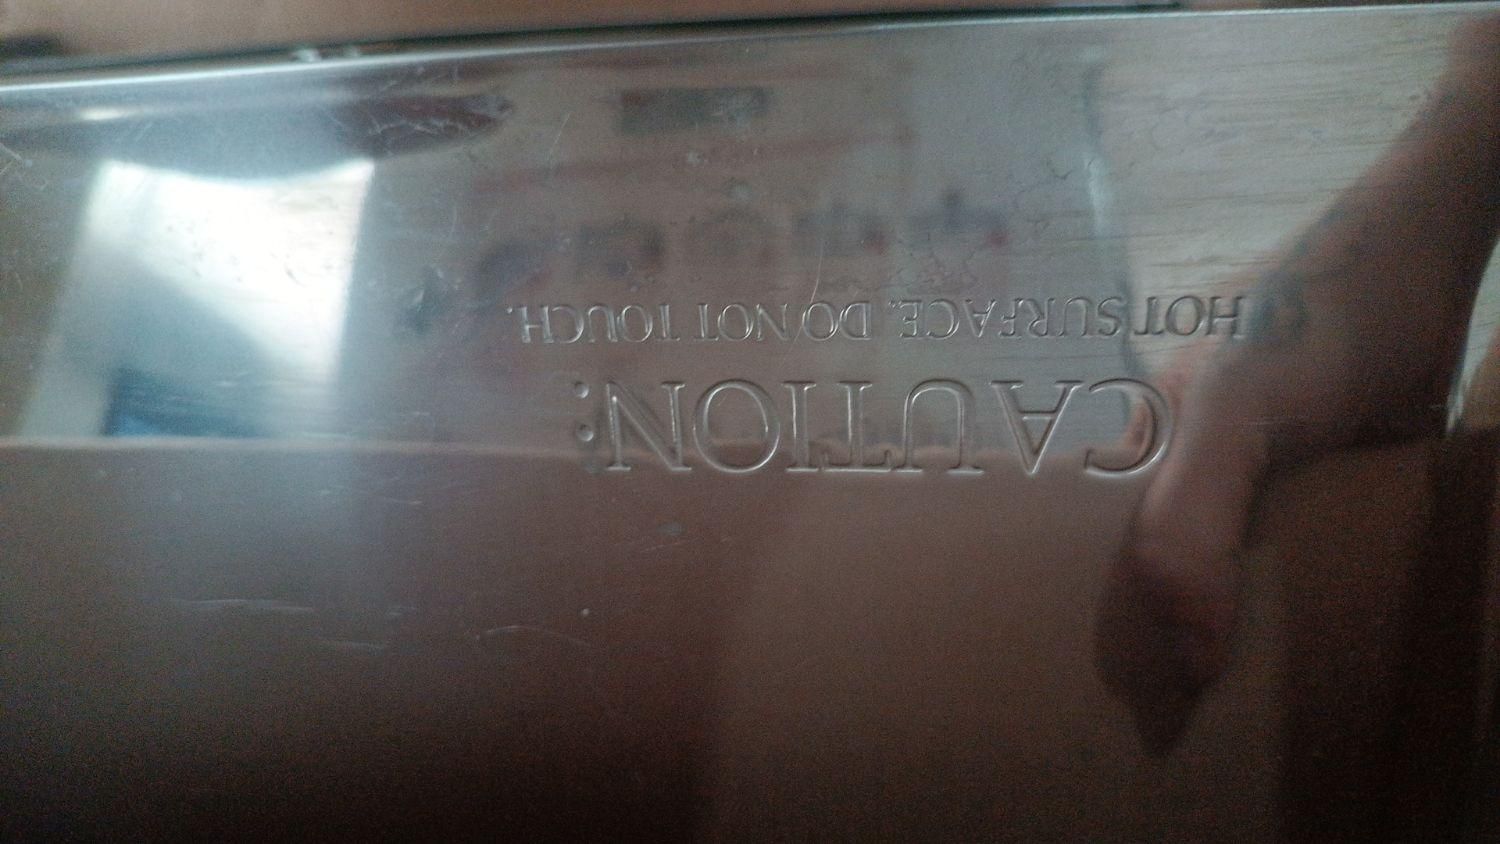 CAUTION:
HOT SURFACE. DO NOT TOUCH.